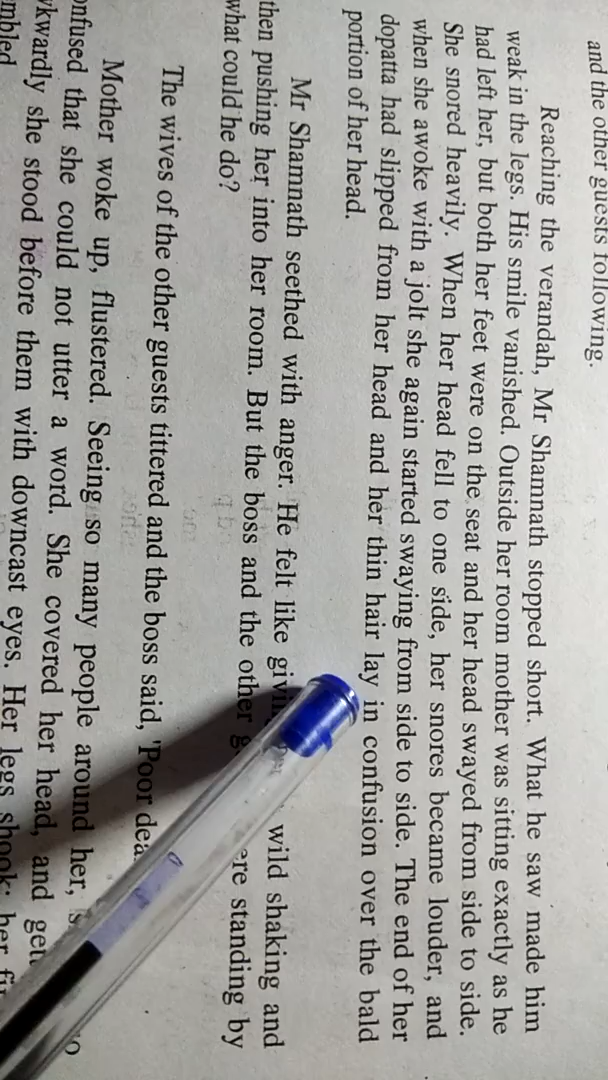 and the other guests following.
Reaching the verandah, Mr Shamnath stopped short. What he saw made him
weak in the legs. His smile vanished. Outside her room mother was sitting exactly as he
had left her, but both her feet were on the seat and her head swayed from side to side.
She snored heavily. When her head fell to one side, her snores became louder, and
when she awoke with a jolt she again started swaying from side to side. The end of her
dopatta had slipped from her head and her thin hair lay in confusion over the bald
portion of her head.
Mr Shamnath seethed with anger. He felt like wild shaking and
then pushing her into her room. But the boss and the other standing by
what could he do?
The wives of the other guests tittered and the boss said, 'Poor
Mother woke up, flustered. Seeing so many people around her,
that she could not utter a word. She covered her head, and
she stood before them with downcast eyes. Her legs shook; her